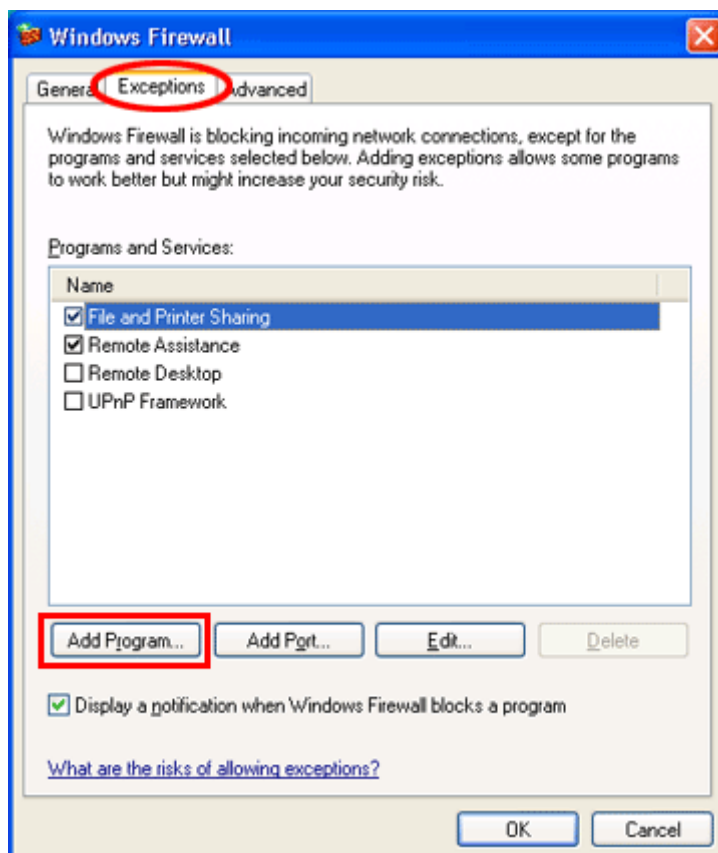 Windows Firewall
General Exceptions Advanced
Windows Firewall is blocking incoming network connections, except for the
programs and services selected below. Adding exceptions allows some programs
to work better but might increase your security risk.
Programs and Services:
Name
File and Printer Sharing
Remote Assistance
Remote Desktop
UPnP Framework
Add Program... Add Port... Edit... Delete
Display a notification when Windows Firewall blocks a program
What are the risks of allowing exceptions?
OK Cancel